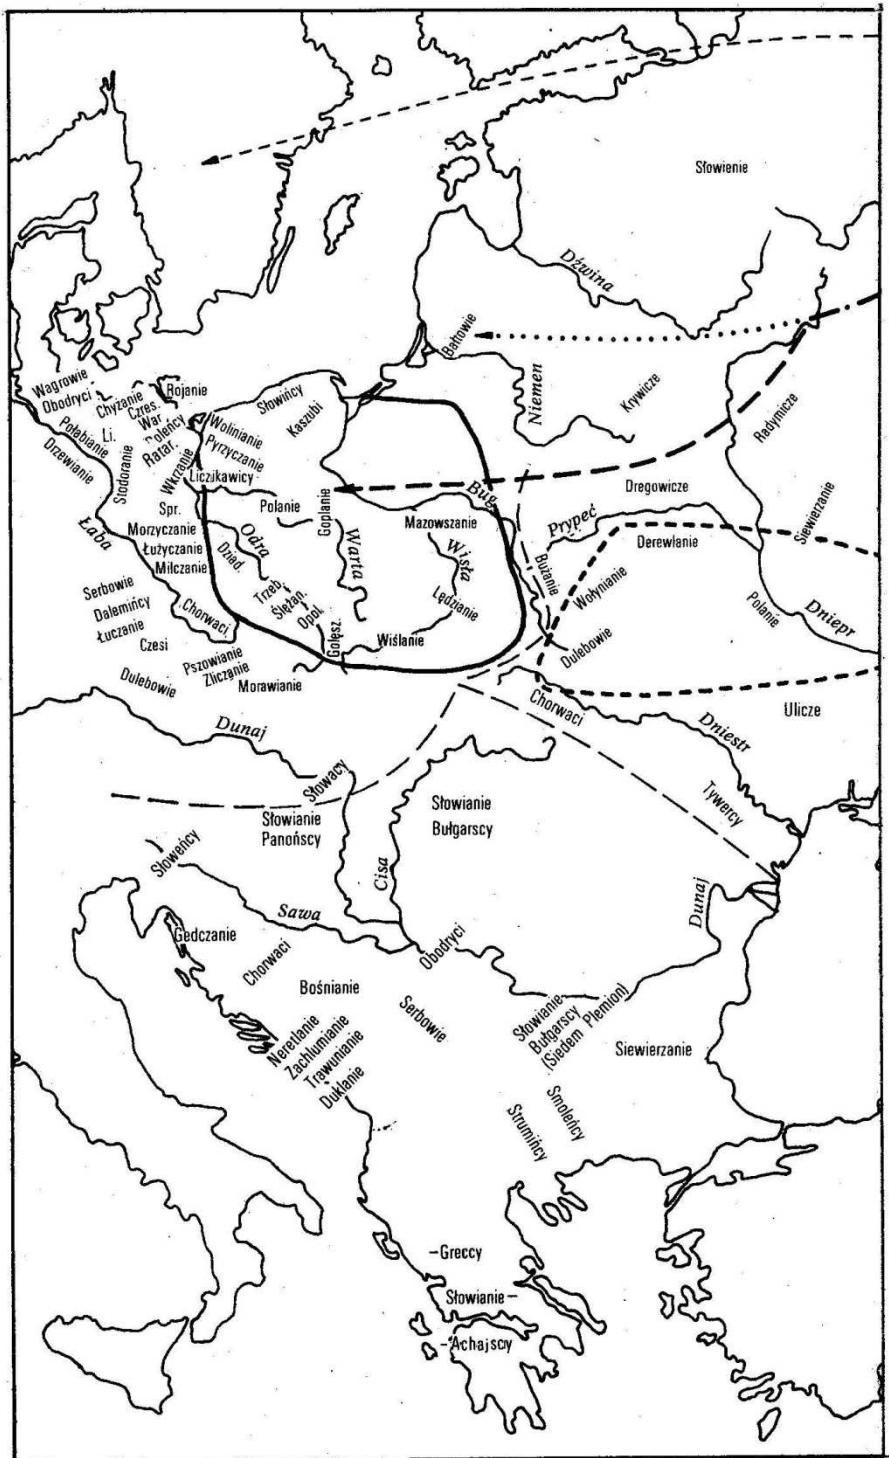 Słowienie
Dźwina
Bałtowie
Niemen
Krywicze
Radymicze
Wagrowie
Obodryci
Chyżanie
Czres.
War.
Doleńcy
Ratar.
Rojanie
Słowińcy
Kaszubi
Wolinianie
Pyrzyczanie
Li.
Połabianie
Drzewianie
Stodoranie
Wkrzanie
Liczikawicy
Łaba
Spr.
Morzyczanie
Łużyczanie
Milczanie
Polanie
Goplanie
Odra
Dziad.
Warta
Trzeb.
Ślężan.
Opol.
Golęsz.
Mazowszanie
Bug
Wisła
Lędzianie
Wiślanie
Dregowicze
Prypeć
Derewlanie
Siewierzanie
Bużanie
Wołynianie
Polanie
Dniepr
Dulebowie
Serbowie
Dalemińcy
Łuczanie
Chorwaci
Czesi
Pszowianie
Zliczanie
Dulebowie
Morawianie
Chorwaci
Dniestr
Ulicze
Tywercy
Dunaj
Słowacy
Słowianie
Panońscy
Słowianie
Bułgarscy
Cisa
Słoweńcy
Sawa
Dunaj
Gedczanie
Chorwaci
Bośnianie
Obodryci
Serbowie
Neretlanie
Zachlumianie
Trawunianie
Duklanie
Słowianie
Bułgarscy
(Siedem Plemion)
Siewierzanie
Smoleńcy
Strumińcy
–Greccy
Słowianie–
–Achajscy